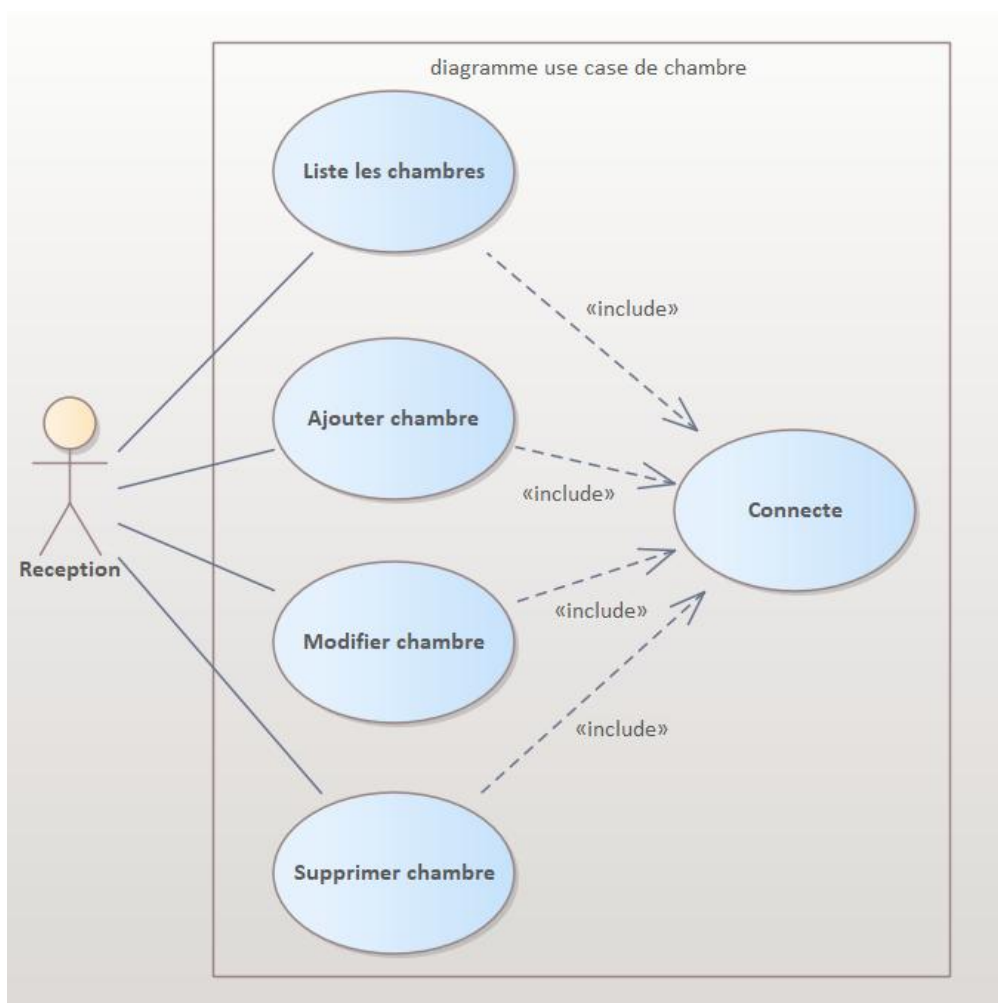 diagramme use case de chambre
Liste les chambres
«include»
Ajouter chambre
«include»
Connecte
Reception
Modifier chambre
«include»
«include»
Supprimer chambre